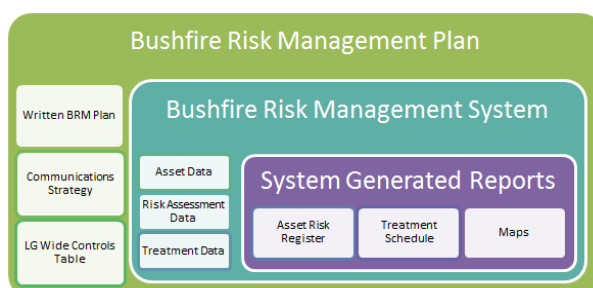 Bushfire Risk Management Plan
Written BRM Plan
Communications
Strategy
LG Wide Controls
Table
Bushfire Risk Management System
Asset Data
Risk Assessment
Data
Treatment Data
System Generated Reports
Asset Risk
Register
Treatment
Schedule
Maps